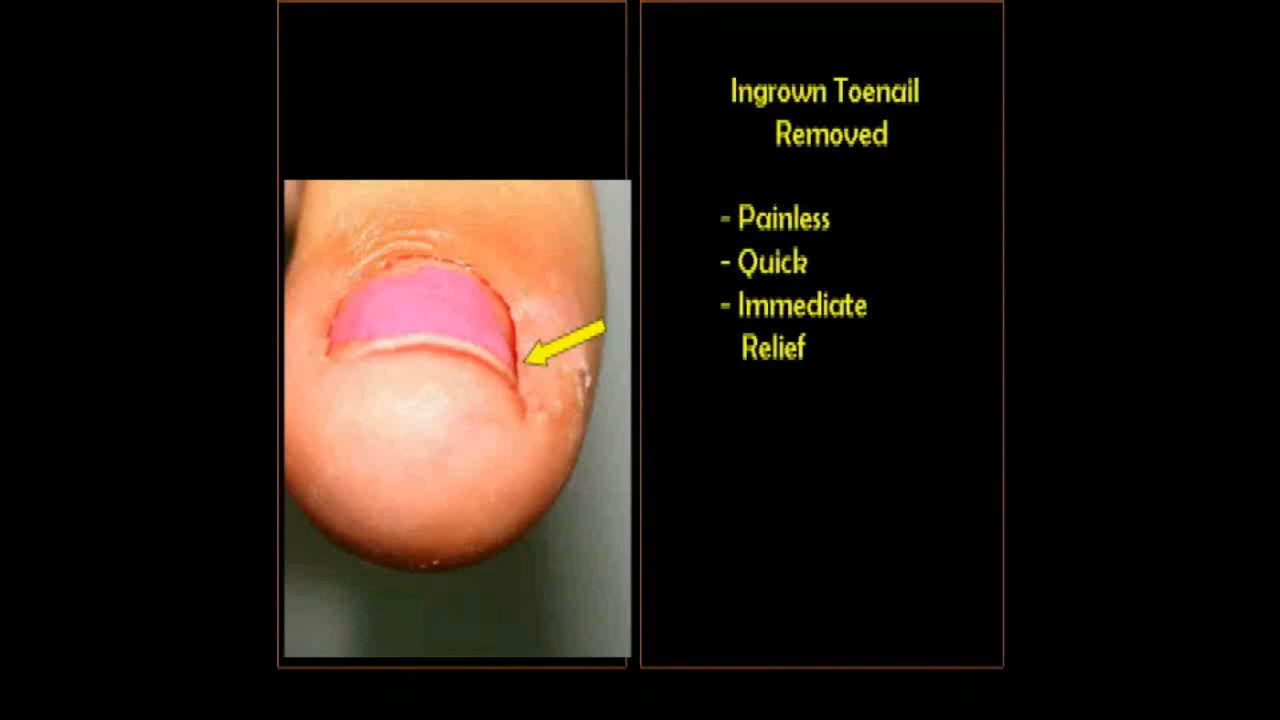 Ingrown Toenail
Removed
- Painless
- Quick
- Immediate
Relief